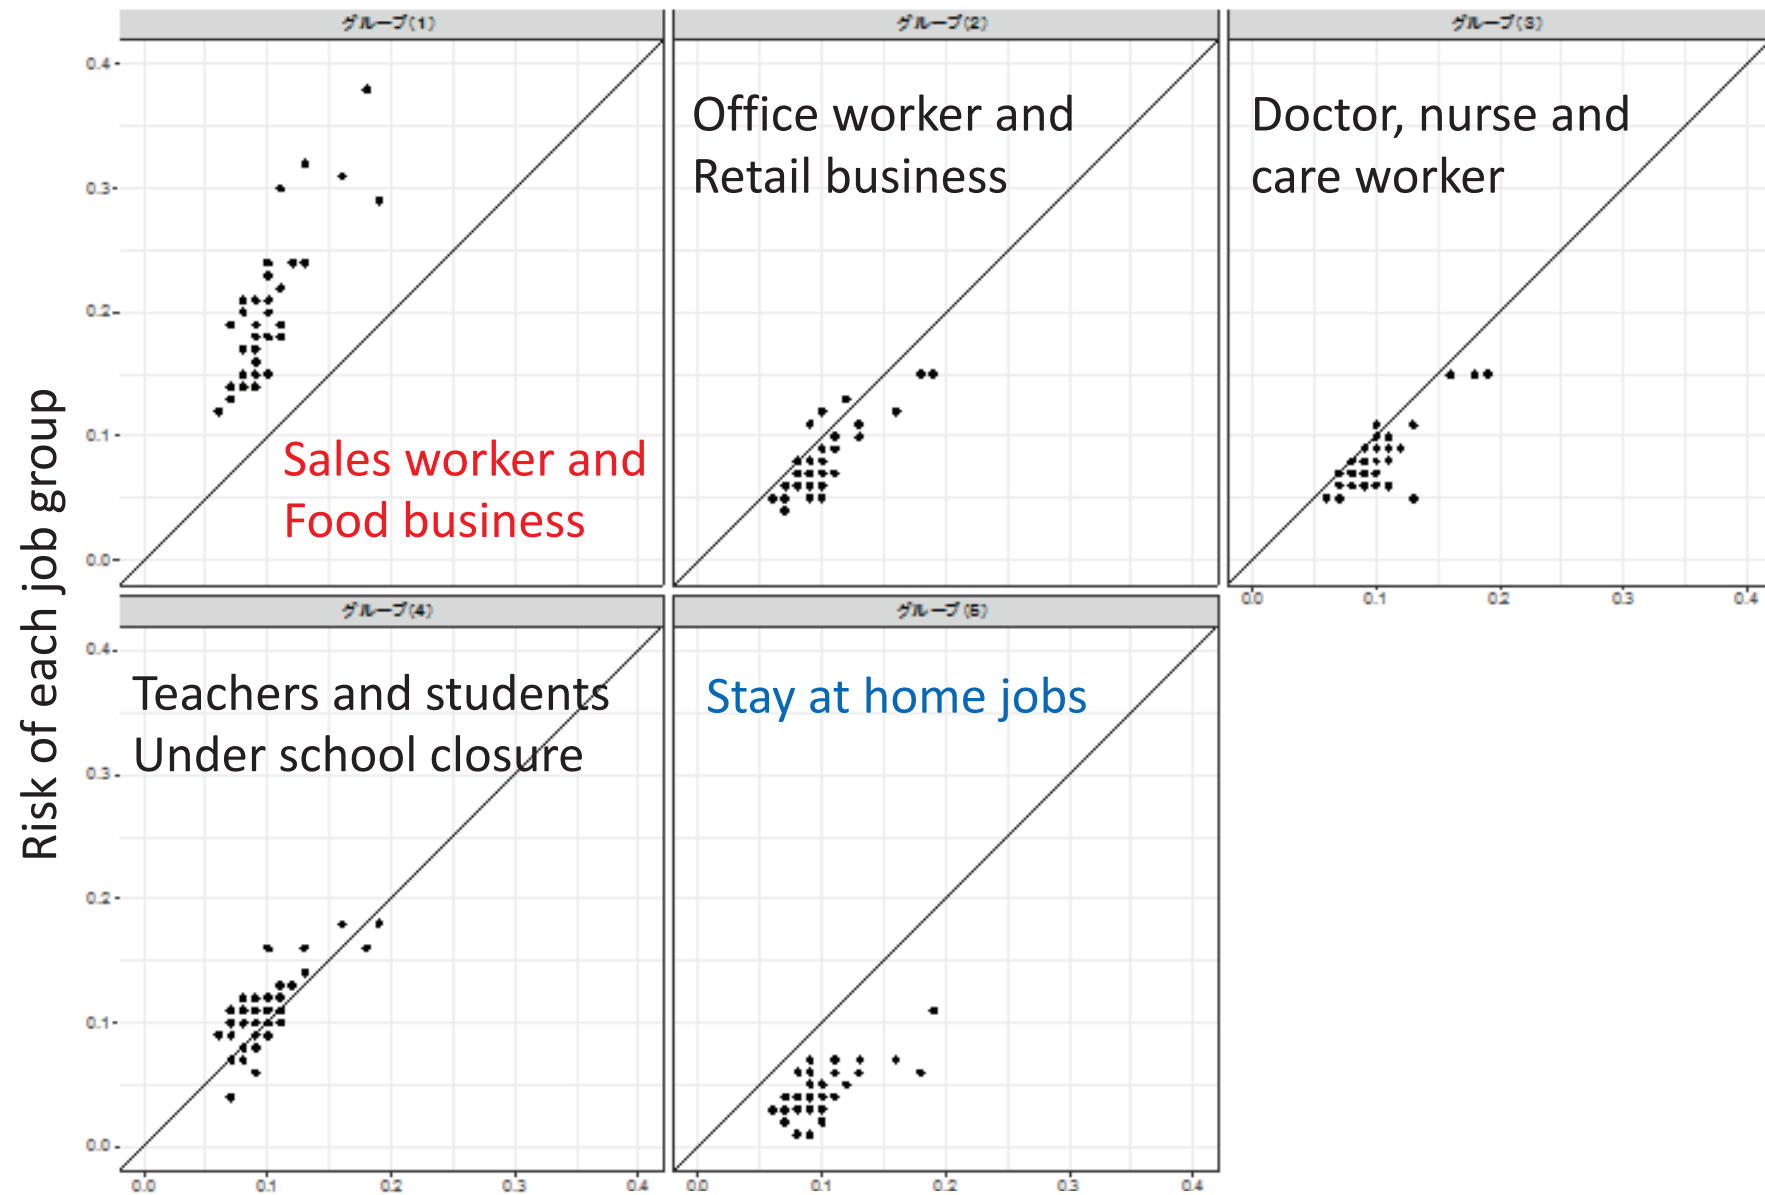 グループ(1)
グループ(2)
グループ(3)
0.4
0.3
0.2
0.1
0.0
Office worker and
Retail business
Doctor, nurse and
care worker
Sales worker and
Food business
Risk of each job group
0.0 0.1 0.2 0.3 0.4
グループ(4)
グループ(5)
0.4
0.3
0.2
0.1
0.0
Teachers and students
Under school closure
Stay at home jobs
0.0 0.1 0.2 0.3 0.4
0.0 0.1 0.2 0.3 0.4